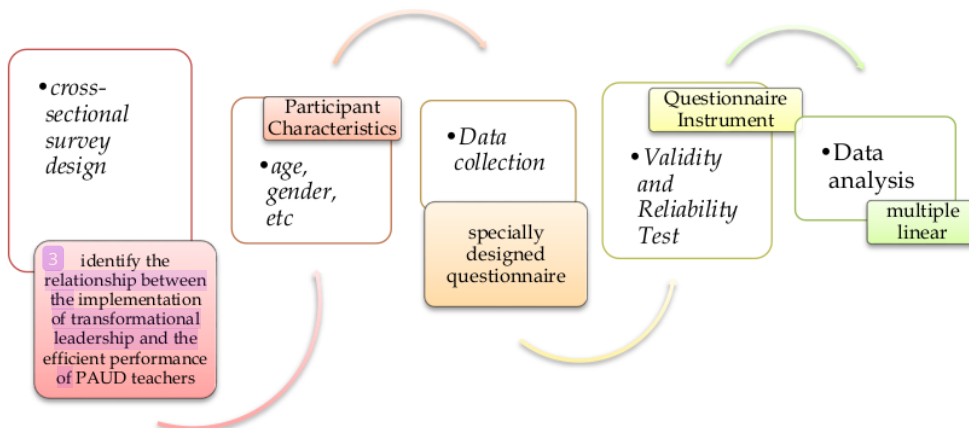 •cross-
sectional
survey
design
3
identify the
relationship between
the implementation
of transformational
leadership and the
efficient performance
of PAUD teachers
Participant
Characteristics
•age,
gender,
etc
•Data
collection
specially
designed
questionnaire
Questionnaire
Instrument
•Validity
and
Reliability
Test
•Data
analysis
multiple
linear